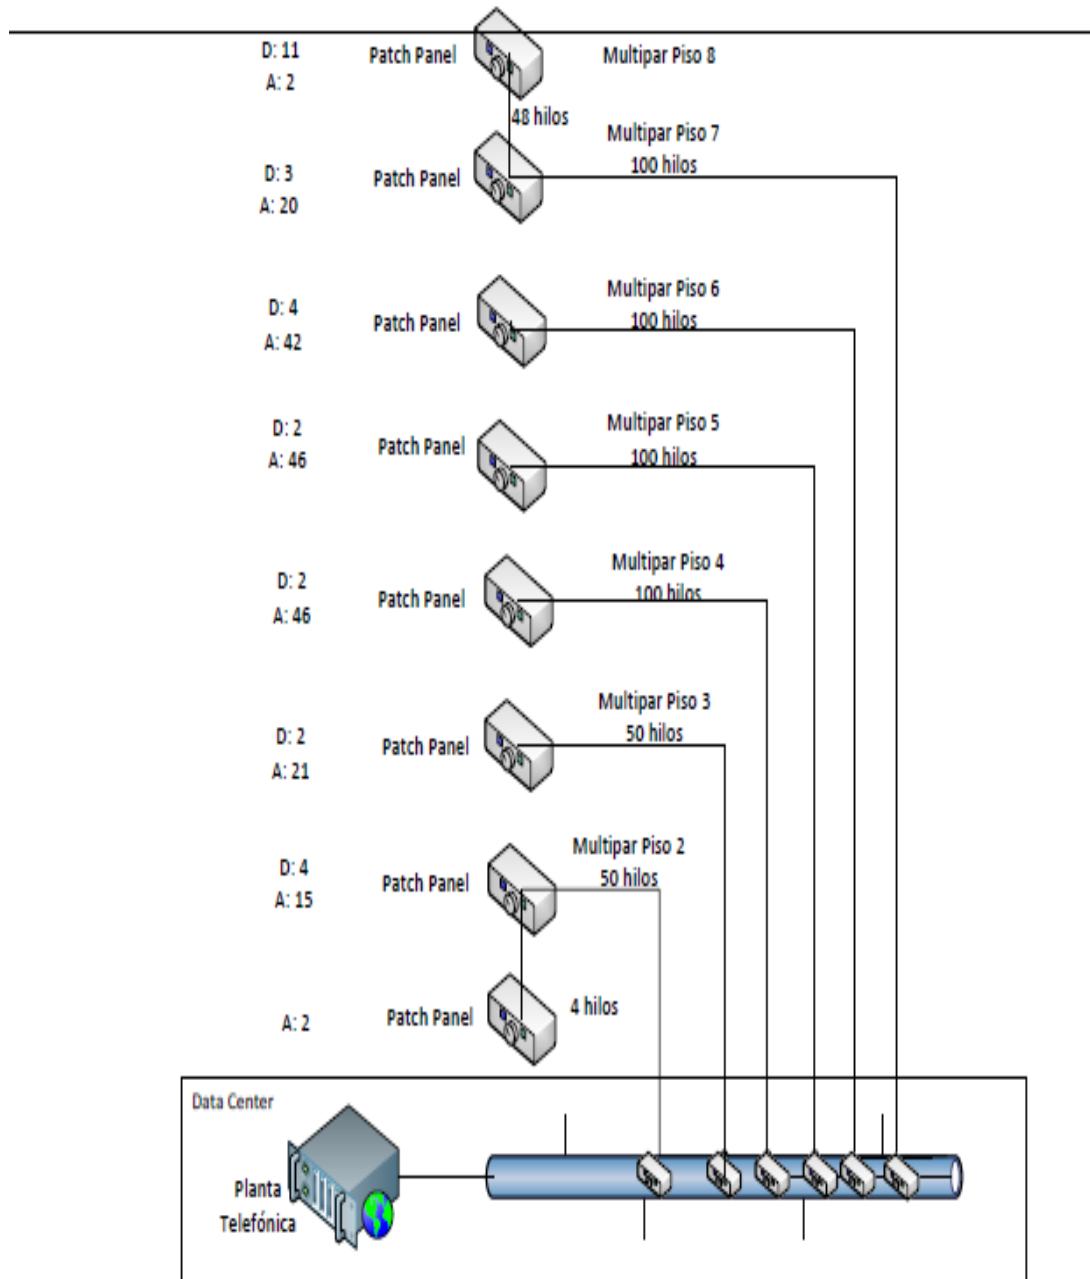 D: 11
A: 2
Patch Panel
Multipar Piso 8
48 hilos
D: 3
A: 20
Patch Panel
Multipar Piso 7
100 hilos
D: 4
A: 42
Patch Panel
Multipar Piso 6
100 hilos
D: 2
A: 46
Patch Panel
Multipar Piso 5
100 hilos
D: 2
A: 46
Patch Panel
Multipar Piso 4
100 hilos
D: 2
A: 21
Patch Panel
Multipar Piso 3
50 hilos
D: 4
A: 15
Patch Panel
Multipar Piso 2
50 hilos
A: 2
Patch Panel
4 hilos
Data Center
Planta
Telefónica